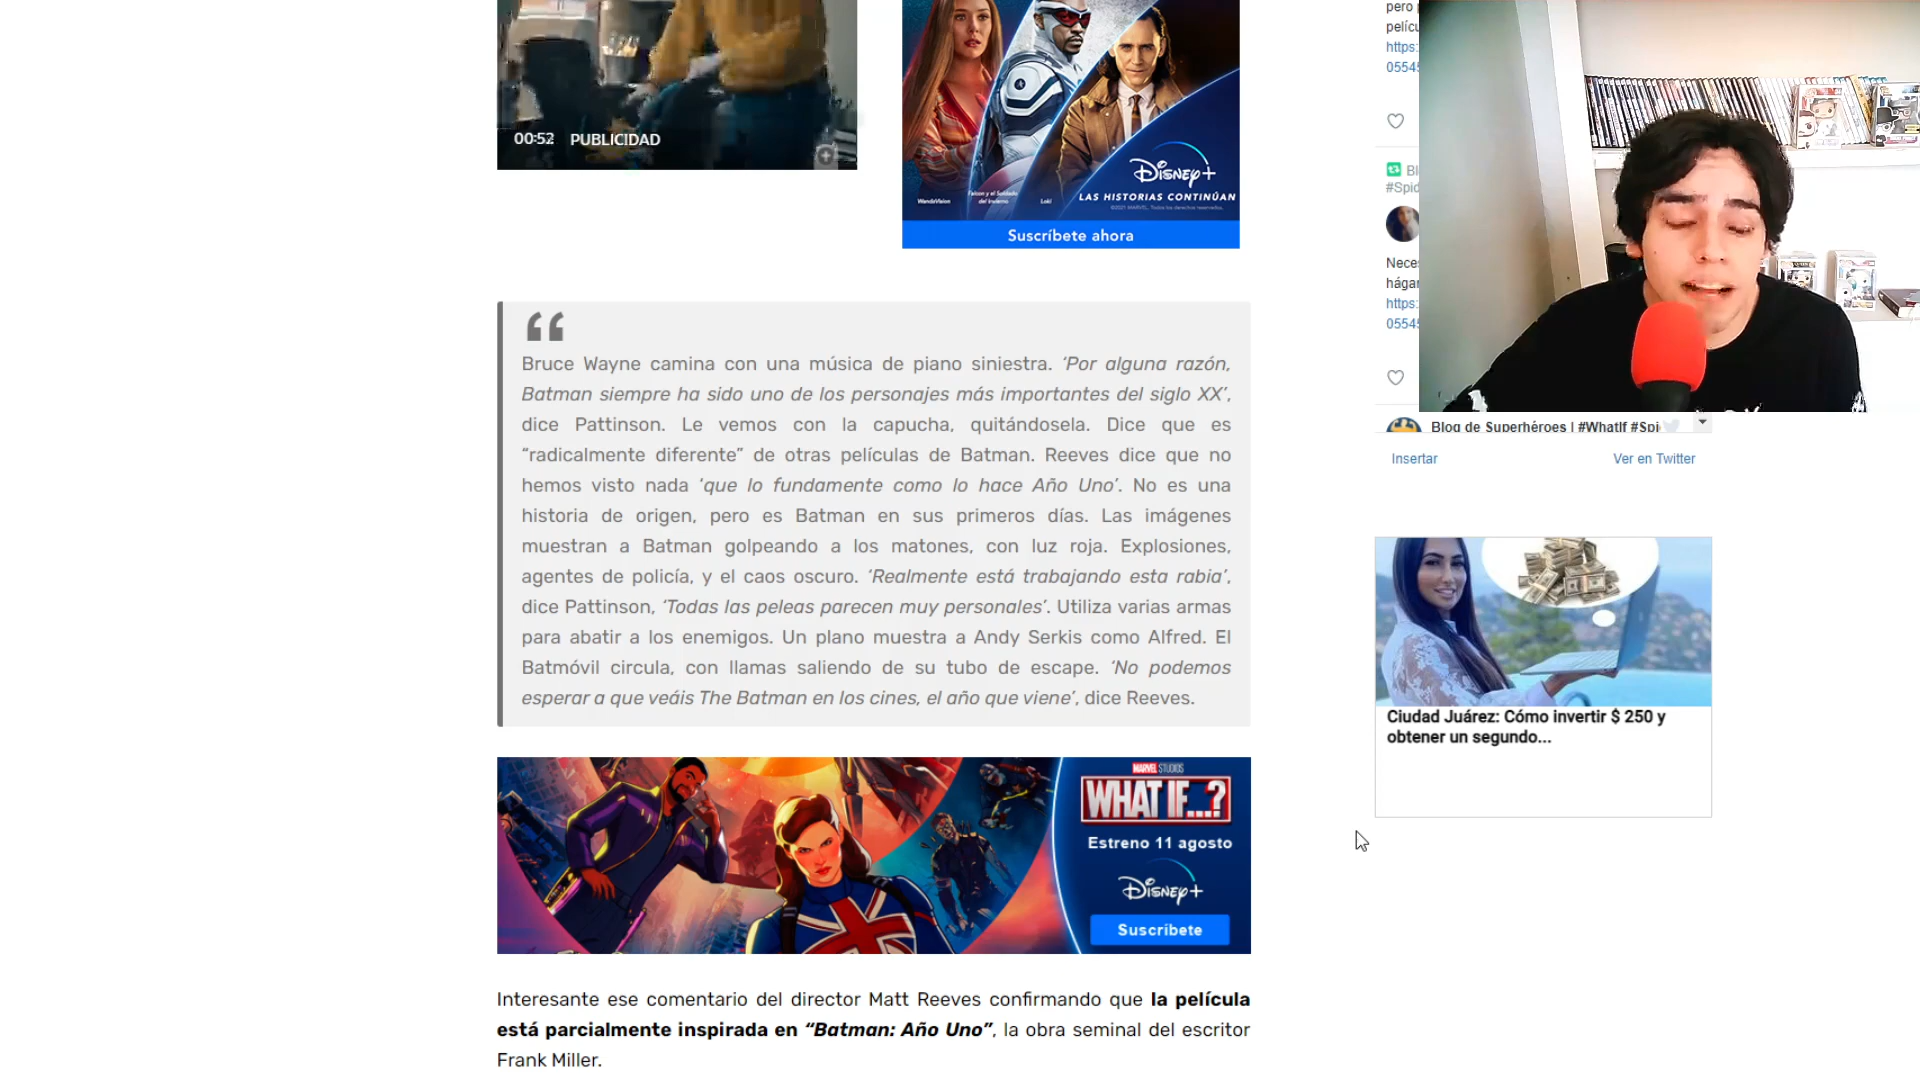 00:52 PUBLICIDAD
WandaVision
Falcon y el Soldado
del Invierno
Loki
Disney+
LAS HISTORIAS CONTINÚAN
Suscríbete ahora
“
Bruce Wayne camina con una música de piano siniestra. ‘Por alguna razón,
Batman siempre ha sido uno de los personajes más importantes del siglo XX’,
dice Pattinson. Le vemos con la capucha, quitándosela. Dice que es
“radicalmente diferente” de otras películas de Batman. Reeves dice que no
hemos visto nada ‘que lo fundamente como lo hace Año Uno’. No es una
historia de origen, pero es Batman en sus primeros días. Las imágenes
muestran a Batman golpeando a los matones, con luz roja. Explosiones,
agentes de policía, y el caos oscuro. ‘Realmente está trabajando esta rabia’,
dice Pattinson, ‘Todas las peleas parecen muy personales’. Utiliza varias armas
para abatir a los enemigos. Un plano muestra a Andy Serkis como Alfred. El
Batmóvil circula, con llamas saliendo de su tubo de escape. ‘No podemos
esperar a que veáis The Batman en los cines, el año que viene’, dice Reeves.
MARVEL STUDIOS
WHAT IF...?
Estreno 11 agosto
Disney+
Suscríbete
Interesante ese comentario del director Matt Reeves confirmando que la película
está parcialmente inspirada en “Batman: Año Uno”, la obra seminal del escritor
Frank Miller.
pero
https:
0554
Bl
#Spid
Neces
hágan
https:
0554
Blog de Superhéroes | #WhatIf #Spi
Insertar
Ver en Twitter
Ciudad Juárez: Cómo invertir $ 250 y
obtener un segundo...